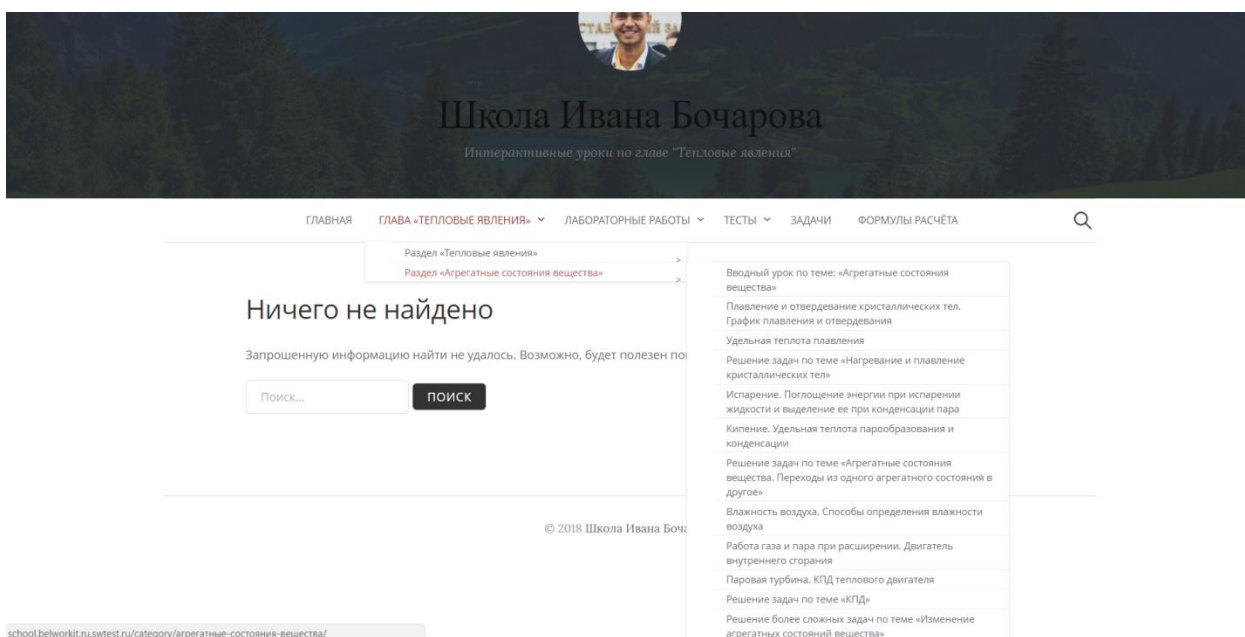 СТАВ ЫЙ ЗА
Школа Ивана Бочарова
Интерактивные уроки по главе "Тепловые явления"
ГЛАВНАЯ ГЛАВА «ТЕПЛОВЫЕ ЯВЛЕНИЯ» ЛАБОРАТОРНЫЕ РАБОТЫ ТЕСТЫ ЗАДАЧИ ФОРМУЛЫ РАСЧЁТА
Раздел «Тепловые явления» >
Раздел «Агрегатные состояния вещества» >
Вводный урок по теме: «Агрегатные состояния
вещества»
Плавление и отвердевание кристаллических тел.
График плавления и отвердевания
Удельная теплота плавления
Решение задач по теме «Нагревание и плавление
кристаллических тел»
Испарение. Поглощение энергии при испарении
жидкости и выделение ее при конденсации пара
Кипение. Удельная теплота парообразования и
конденсации
Решение задач по теме «Агрегатные состояния
вещества. Переходы из одного агрегатного состояния в
другое»
Влажность воздуха. Способы определения влажности
воздуха
Работа газа и пара при расширении. Двигатель
внутреннего сгорания
Паровая турбина. КПД теплового двигателя
Решение задач по теме «КПД»
Решение более сложных задач по теме «Изменение
агрегатных состояний вещества»
Ничего не найдено
Запрошенную информацию найти не удалось. Возможно, будет полезен по
Поиск... ПОИСК
© 2018 Школа Ивана Боча
school.belworkit.ru.swtest.ru/category/агрегатные-состояния-вещества/